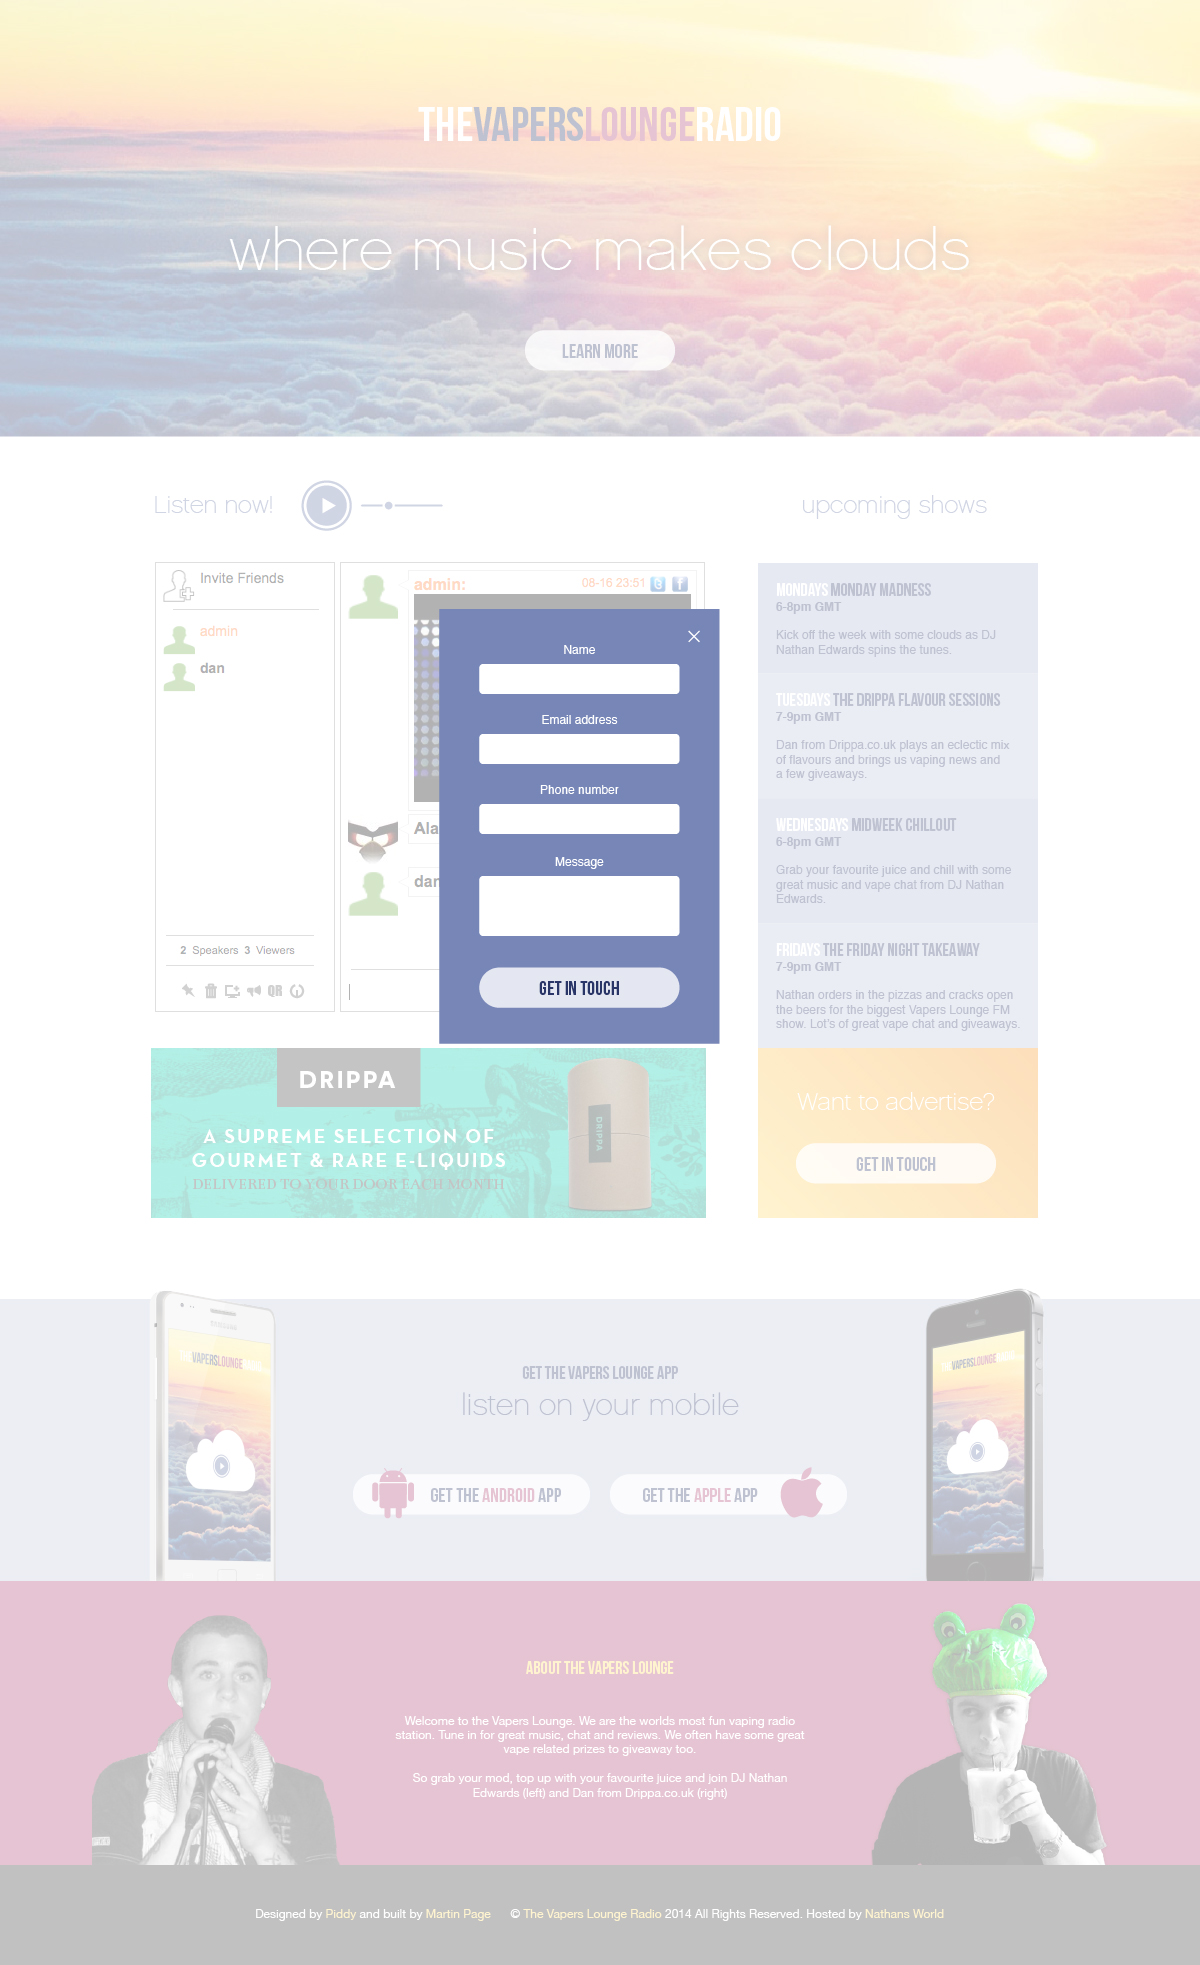 THEVAPERSLOUNGERADIO
where music makes clouds
LEARN MORE
Listen now!
upcoming shows
Invite Friends
admin
dan
2 Speakers 3 Viewers
QR
admin:
08-16 23:51
Ala
dan
Name
Email address
Phone number
Message
GET IN TOUCH
MONDAYS MONDAY MADNESS
6-8pm GMT
Kick off the week with some clouds as DJ
Nathan Edwards spins the tunes.
TUESDAYS THE DRIPPA FLAVOUR SESSIONS
7-9pm GMT
Dan from Drippa.co.uk plays an eclectic mix
of flavours and brings us vaping news and
a few giveaways.
WEDNESDAYS MIDWEEK CHILLOUT
6-8pm GMT
Grab your favourite juice and chill with some
great music and vape chat from DJ Nathan
Edwards.
FRIDAYS THE FRIDAY NIGHT TAKEAWAY
7-9pm GMT
Nathan orders in the pizzas and cracks open
the beers for the biggest Vapers Lounge FM
show. Lot's of great vape chat and giveaways.
DRIPPA
A SUPREME SELECTION OF
GOURMET & RARE E-LIQUIDS
DELIVERED TO YOUR DOOR EACH MONTH
DRIPPA
Want to advertise?
GET IN TOUCH
SAMSUNG
THEVAPERSLOUNGERADIO
VAPERSLOUNGE
GET THE VAPERS LOUNGE APP
listen on your mobile
GET THE ANDROID APP
GET THE APPLE APP
ABOUT THE VAPERS LOUNGE
Welcome to the Vapers Lounge. We are the worlds most fun vaping radio
station. Tune in for great music, chat and reviews. We often have some great
vape related prizes to giveaway too.
So grab your mod, top up with your favourite juice and join DJ Nathan
Edwards (left) and Dan from Drippa.co.uk (right)
Designed by Piddy and built by Martin Page © The Vapers Lounge Radio 2014 All Rights Reserved. Hosted by Nathans World